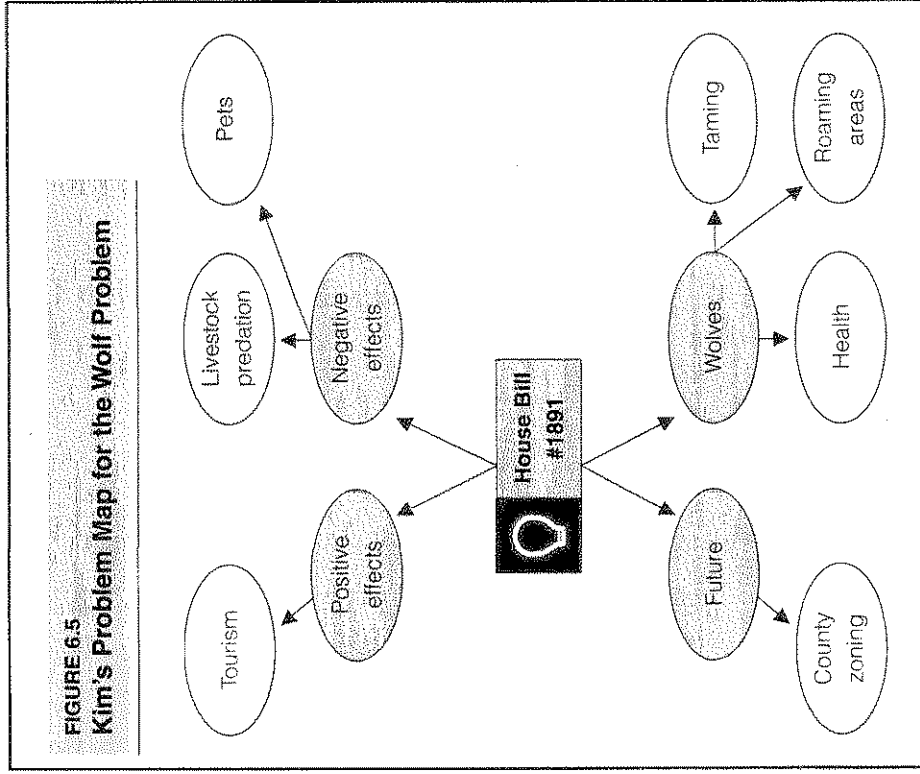 FIGURE 6.5
Kim's Problem Map for the Wolf Problem
Tourism
Livestock
predation
Pets
Positive
effects
Negative
effects
House Bill
#1891
Future
Wolves
Taming
County
zoning
Health
Roaming
areas